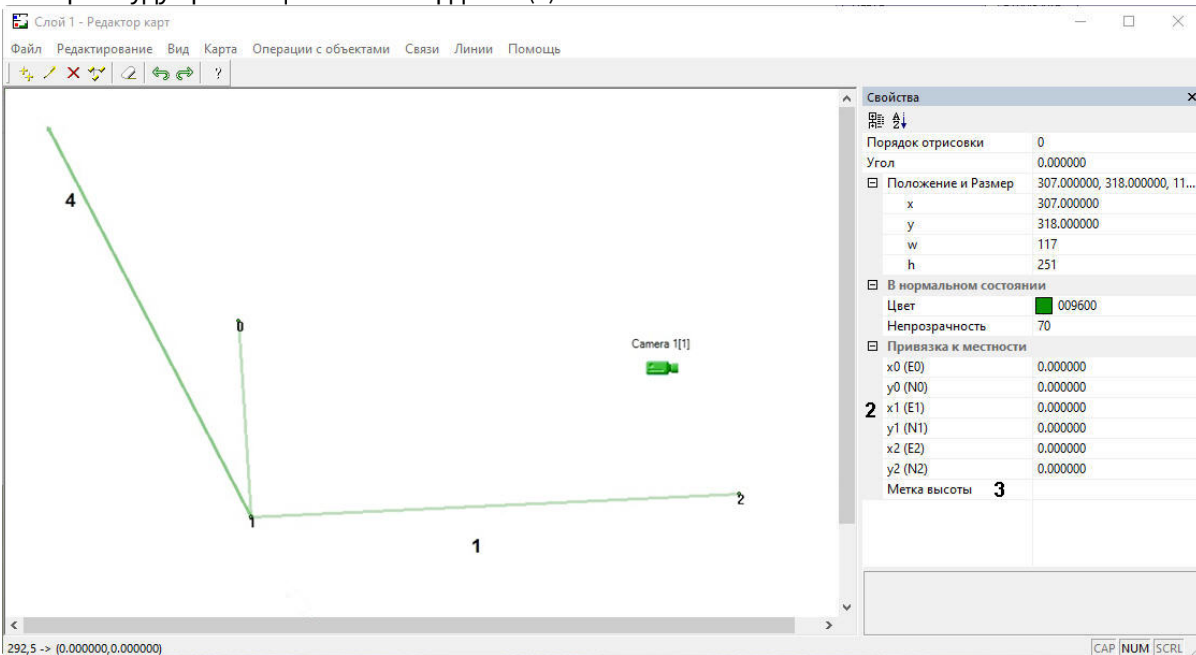 Слой 1 - Редактор карт
Файл Редактирование Вид Карта Операции с объектами Связи Линии Помощь
?
Свойства
Порядок отрисовки 0
Угол 0.000000
Положение и Размер 307.000000, 318.000000, 11...
x 307.000000
y 318.000000
w 117
h 251
В нормальном состоянии
Цвет 009600
Непрозрачность 70
Привязка к местности
x0 (E0) 0.000000
y0 (N0) 0.000000
2 x1 (E1) 0.000000
y1 (N1) 0.000000
x2 (E2) 0.000000
y2 (N2) 0.000000
Метка высоты 3
4
0
Camera 1[1]
1
2
1
292,5 -> (0.000000,0.000000)
CAP NUM SCRL